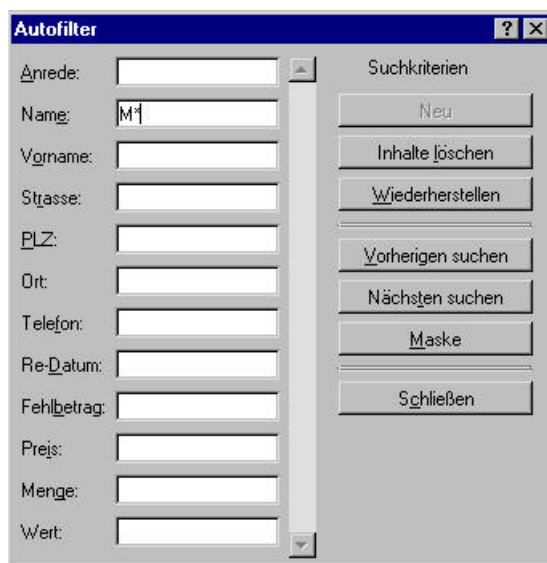 Autofilter
Anrede:
Name: M*
Vorname:
Strasse:
PLZ:
Ort:
Telefon:
Re-Datum:
Fehlbetrag:
Preis:
Menge:
Wert:
Suchkriterien
Neu
Inhalte löschen
Wiederherstellen
Vorherigen suchen
Nächsten suchen
Maske
Schließen